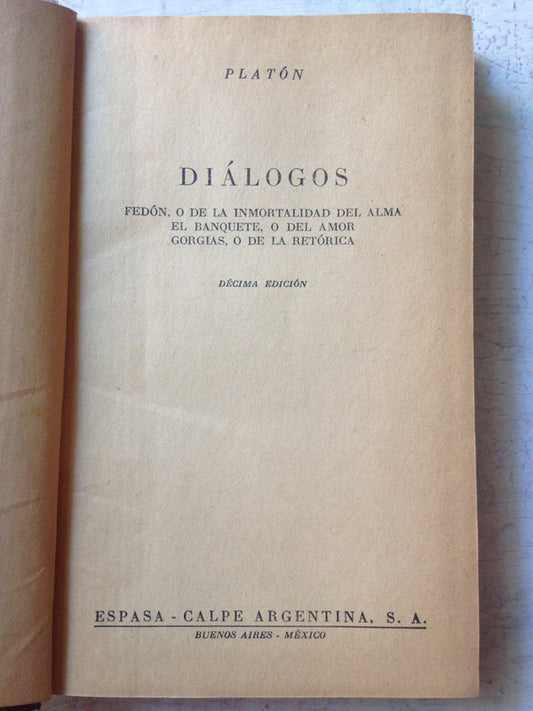 PLATÓN
DIÁLOGOS
FEDÓN, O DE LA INMORTALIDAD DEL ALMA
EL BANQUETE, O DEL AMOR
GORGIAS, O DE LA RETÓRICA
DÉCIMA EDICIÓN
ESPASA - CALPE ARGENTINA, S. A.
BUENOS AIRES - MÉXICO